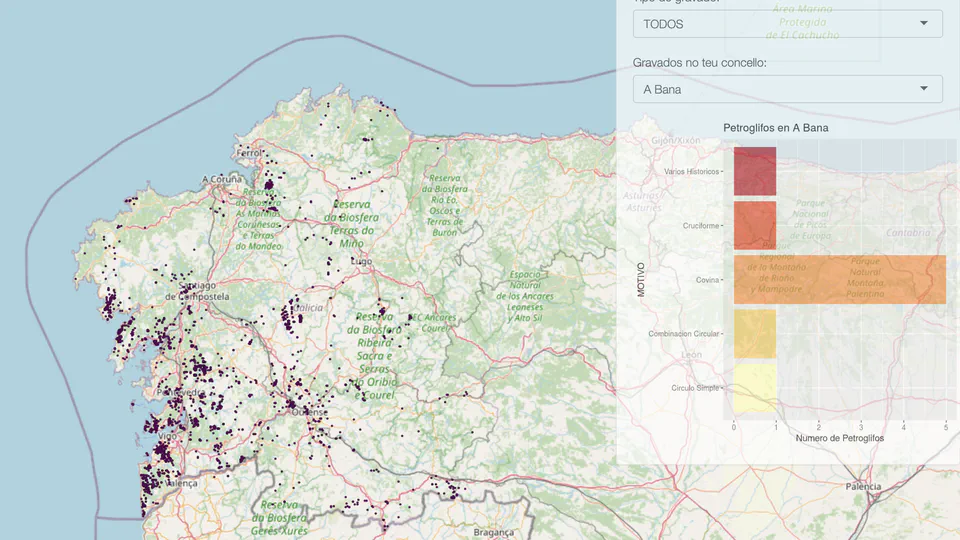 Tipo de gravado:
TODOS
Área Marina
Protegida
de El Cachucho
Gravados no teu concello:
A Bana
Petroglifos en A Bana
Varios Historicos
Cruciforme
Covina
Combinacion Circular
Circulo Simple
MOTIVO
0 1 2 3 4 5
Numero de Petroglifos
Gijón/Xixón
Asturias /
Asturies
Cantabria
Parque
Nacional
de Picos
de Europa
Parque
Regional
de la Montaña
de Riaño
y Mampodre
Parque
Natural
Montaña
Palentina
León
Palencia
Ferrol
A Coruña
Reserva
da Biosfera
As Mariñas
Coruñesas
e Terras
do Mandeo
Reserva
da Biosfera
Terras do
Miño
Reserva
da Biosfera
Río Eo,
Oscos e
Terras de
Burón
Lugo
Santiago
de Compostela
Galicia
Espacio
Natural
de los Ancares
Leoneses
y Alto Sil
ZEC Ancares
- Courel
Reserva
da Biosfera
Ribeira
Sacra e
Serras
do Oribio
e Courel
Pontevedra
Ourense
Vigo
Valença
Reserva
da Biosfera
Gerês-Xurés
Bragança